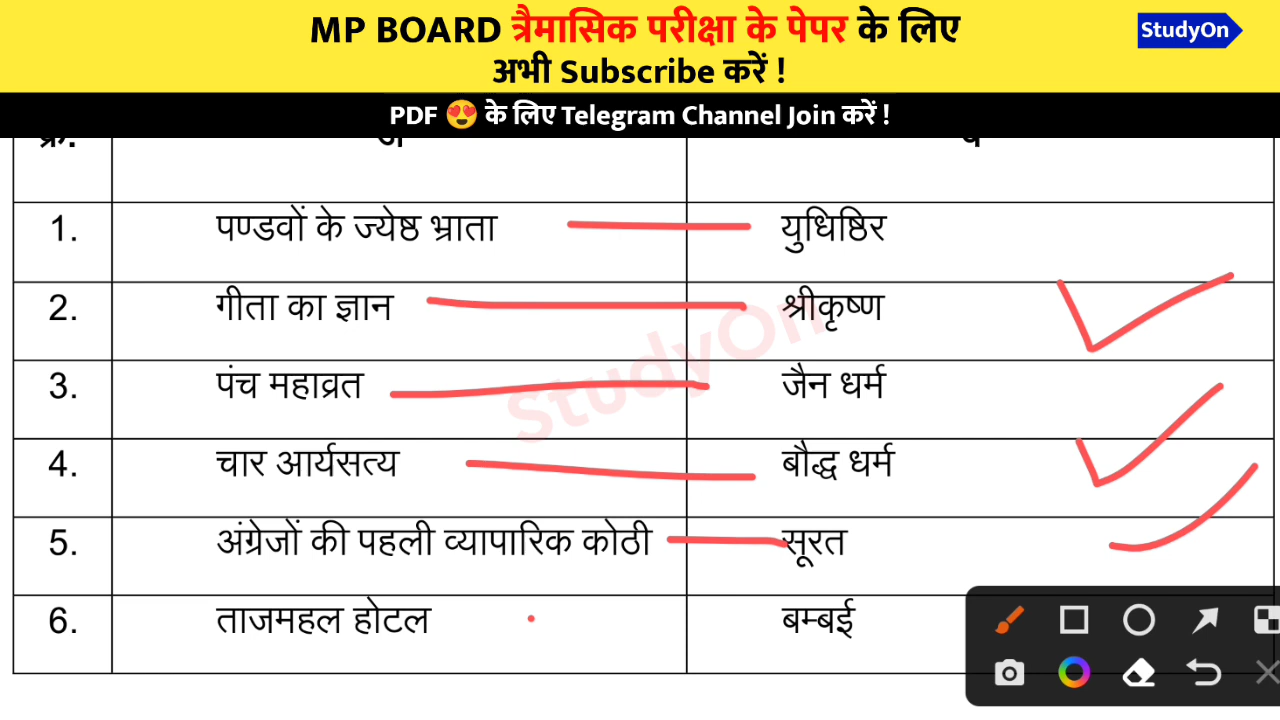 MP BOARD त्रैमासिक परीक्षा के पेपर के लिए
StudyOn
अभी Subscribe करें !
PDF 😍 के लिए Telegram Channel Join करें !
क्र.
1. पण्डवों के ज्येष्ठ भ्राता युधिष्ठिर
2. गीता का ज्ञान श्रीकृष्ण
3. पंच महाव्रत जैन धर्म
StudyOn
4. चार आर्यसत्य बौद्ध धर्म
5. अंग्रेजों की पहली व्यापारिक कोठी सूरत
6. ताजमहल होटल बम्बई